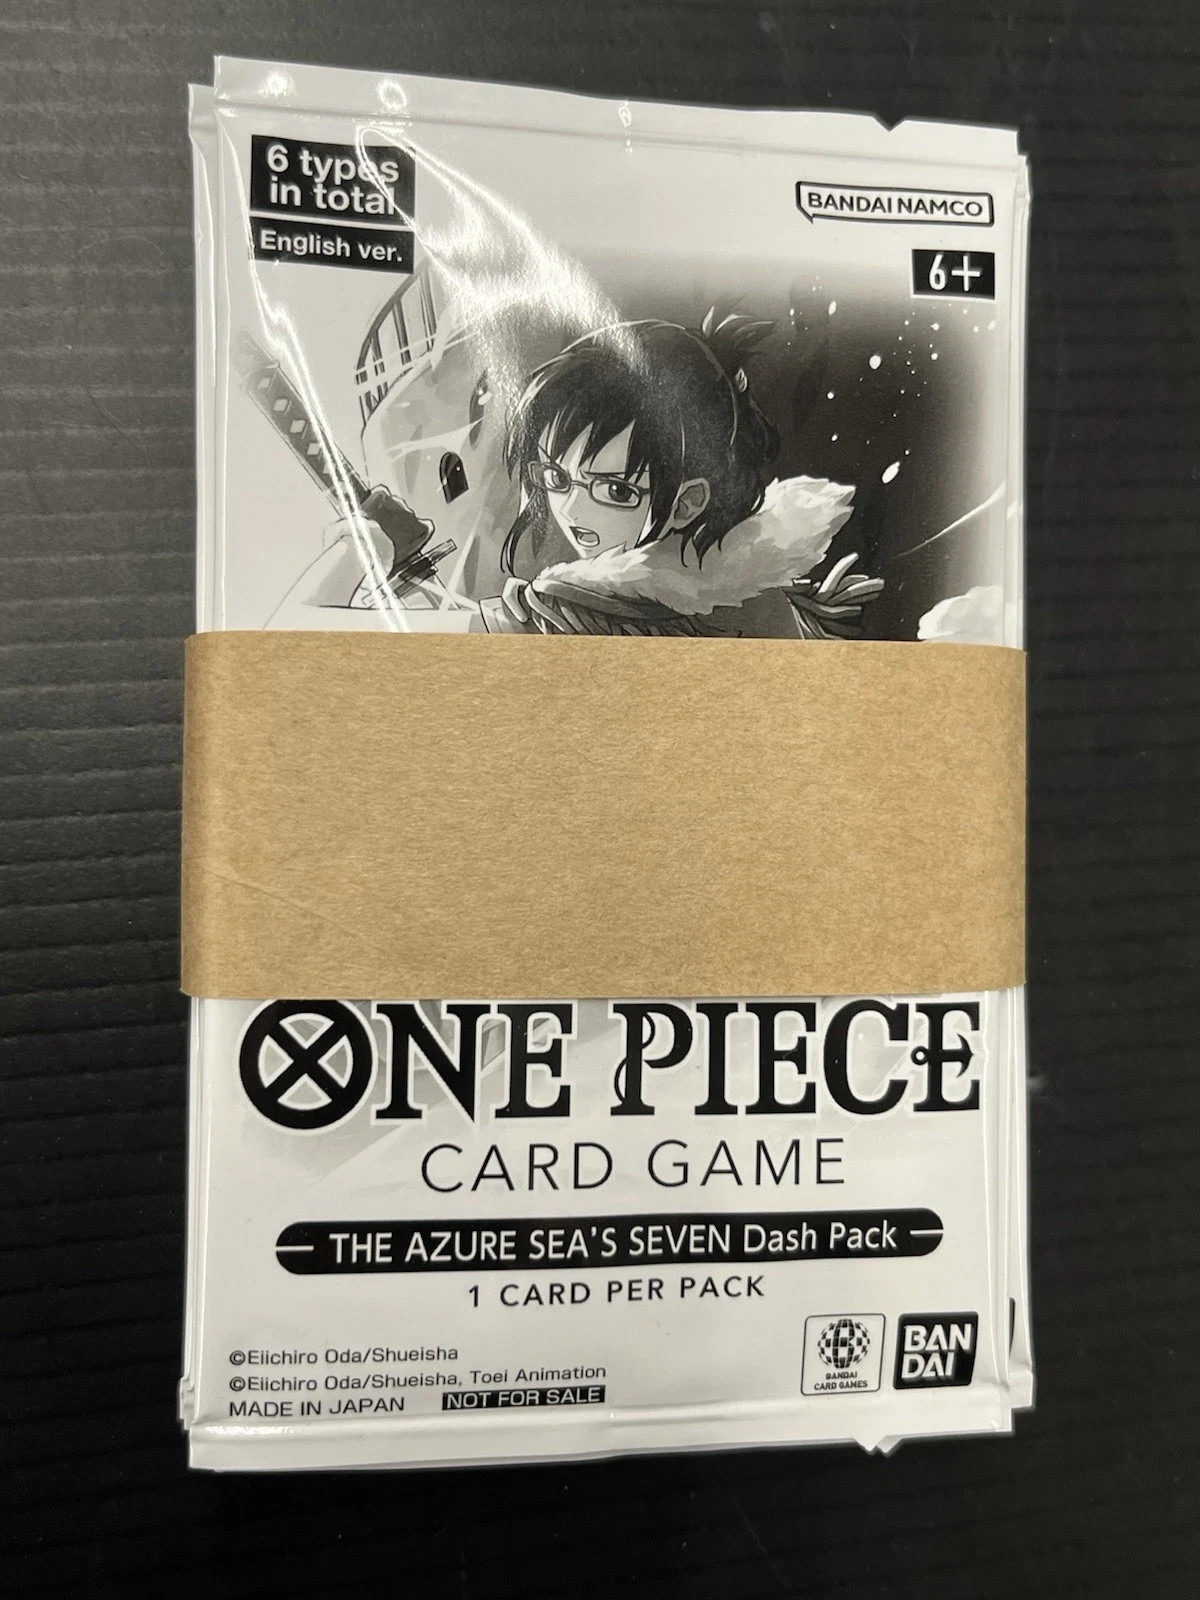 6 types
in total
English ver.
BANDAI NAMCO
6+
ONE PIECE
CARD GAME
THE AZURE SEA'S SEVEN Dash Pack
1 CARD PER PACK
©Eiichiro Oda/Shueisha
©Eiichiro Oda/Shueisha, Toei Animation
MADE IN JAPAN NOT FOR SALE
BANDAI
CARD GAMES
BAN
DAI